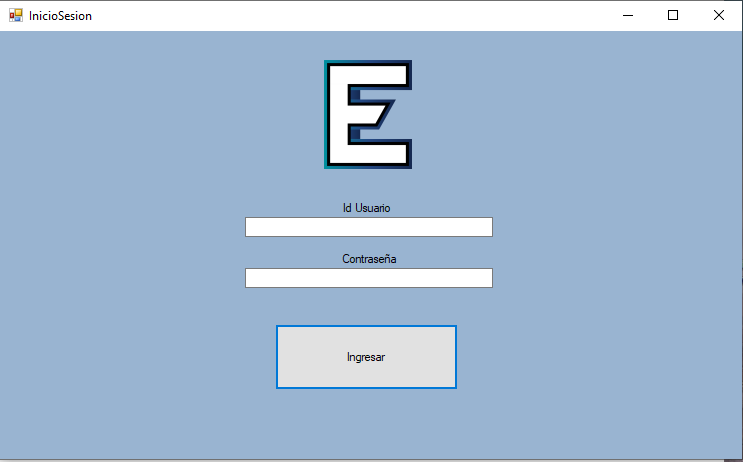 InicioSesion
E
Id Usuario
Contraseña
Ingresar